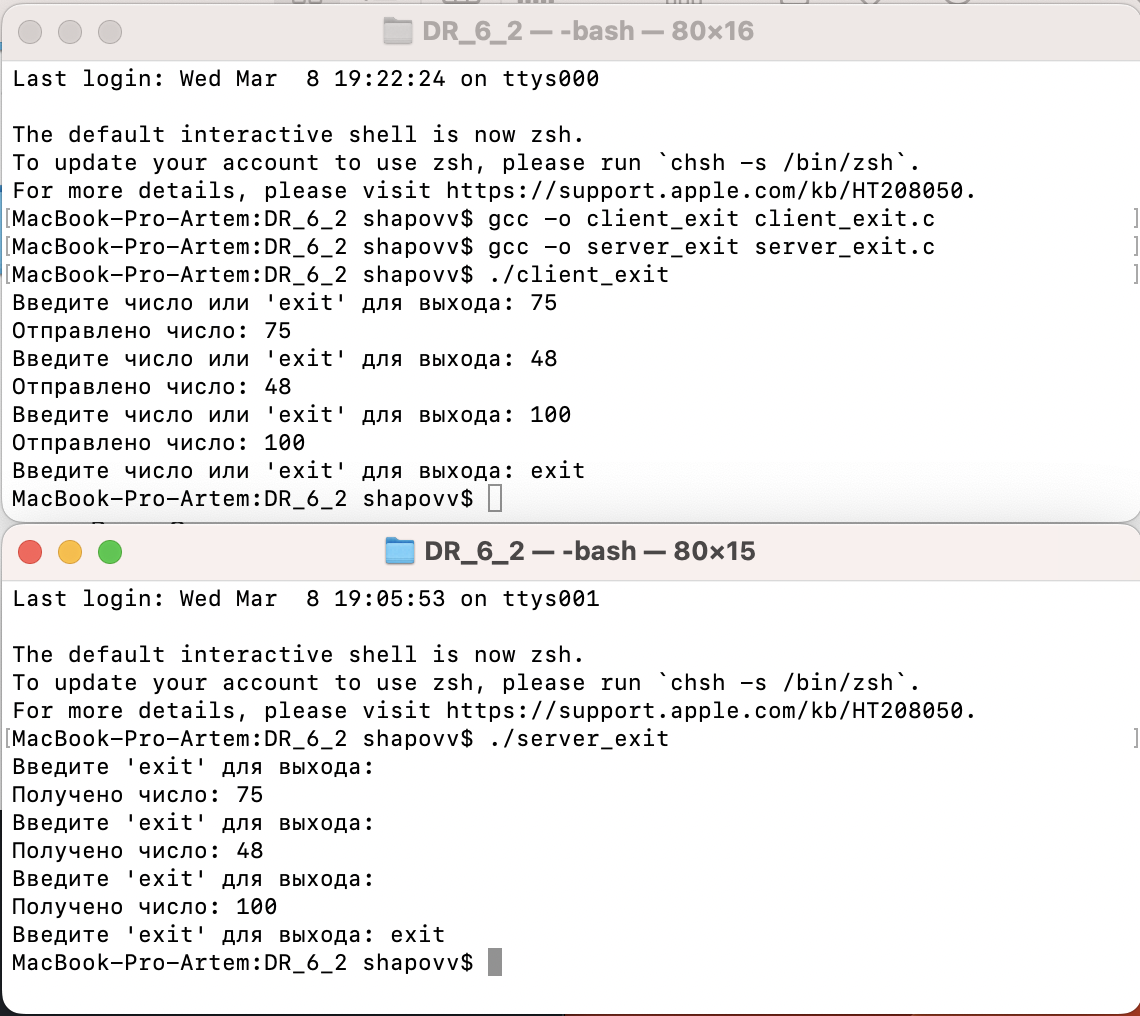 DR_6_2 — -bash — 80×16
Last login: Wed Mar  8 19:22:24 on ttys000
The default interactive shell is now zsh.
To update your account to use zsh, please run `chsh -s /bin/zsh`.
For more details, please visit https://support.apple.com/kb/HT208050.
[MacBook-Pro-Artem:DR_6_2 shapovv$ gcc -o client_exit client_exit.c ]
[MacBook-Pro-Artem:DR_6_2 shapovv$ gcc -o server_exit server_exit.c ]
[MacBook-Pro-Artem:DR_6_2 shapovv$ ./client_exit ]
Введите число или 'exit' для выхода: 75
Отправлено число: 75
Введите число или 'exit' для выхода: 48
Отправлено число: 48
Введите число или 'exit' для выхода: 100
Отправлено число: 100
Введите число или 'exit' для выхода: exit
MacBook-Pro-Artem:DR_6_2 shapovv$
DR_6_2 — -bash — 80×15
Last login: Wed Mar  8 19:05:53 on ttys001
The default interactive shell is now zsh.
To update your account to use zsh, please run `chsh -s /bin/zsh`.
For more details, please visit https://support.apple.com/kb/HT208050.
[MacBook-Pro-Artem:DR_6_2 shapovv$ ./server_exit ]
Введите 'exit' для выхода:
Получено число: 75
Введите 'exit' для выхода:
Получено число: 48
Введите 'exit' для выхода:
Получено число: 100
Введите 'exit' для выхода: exit
MacBook-Pro-Artem:DR_6_2 shapovv$